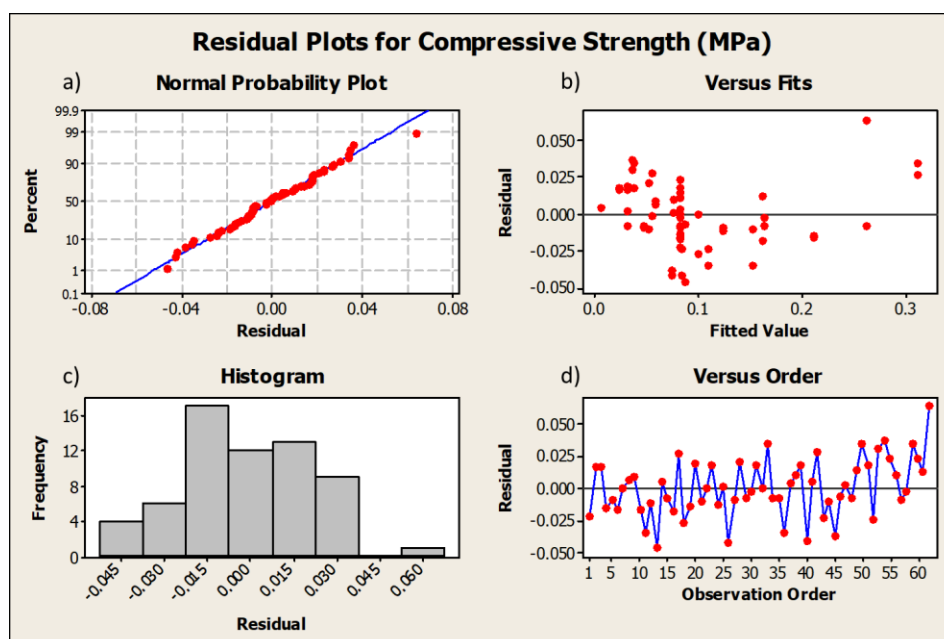 Residual Plots for Compressive Strength (MPa)
a) Normal Probability Plot
99.9
99
90
50
10
1
0.1
Percent
-0.08 -0.04 0.00 0.04 0.08
Residual
b) Versus Fits
0.050
0.025
0.000
-0.025
-0.050
Residual
0.0 0.1 0.2 0.3
Fitted Value
c) Histogram
16
12
8
4
0
Frequency
-0.045 -0.030 -0.015 0.000 0.015 0.030 0.045 0.060
Residual
d) Versus Order
0.050
0.025
0.000
-0.025
-0.050
Residual
1 5 10 15 20 25 30 35 40 45 50 55 60
Observation Order